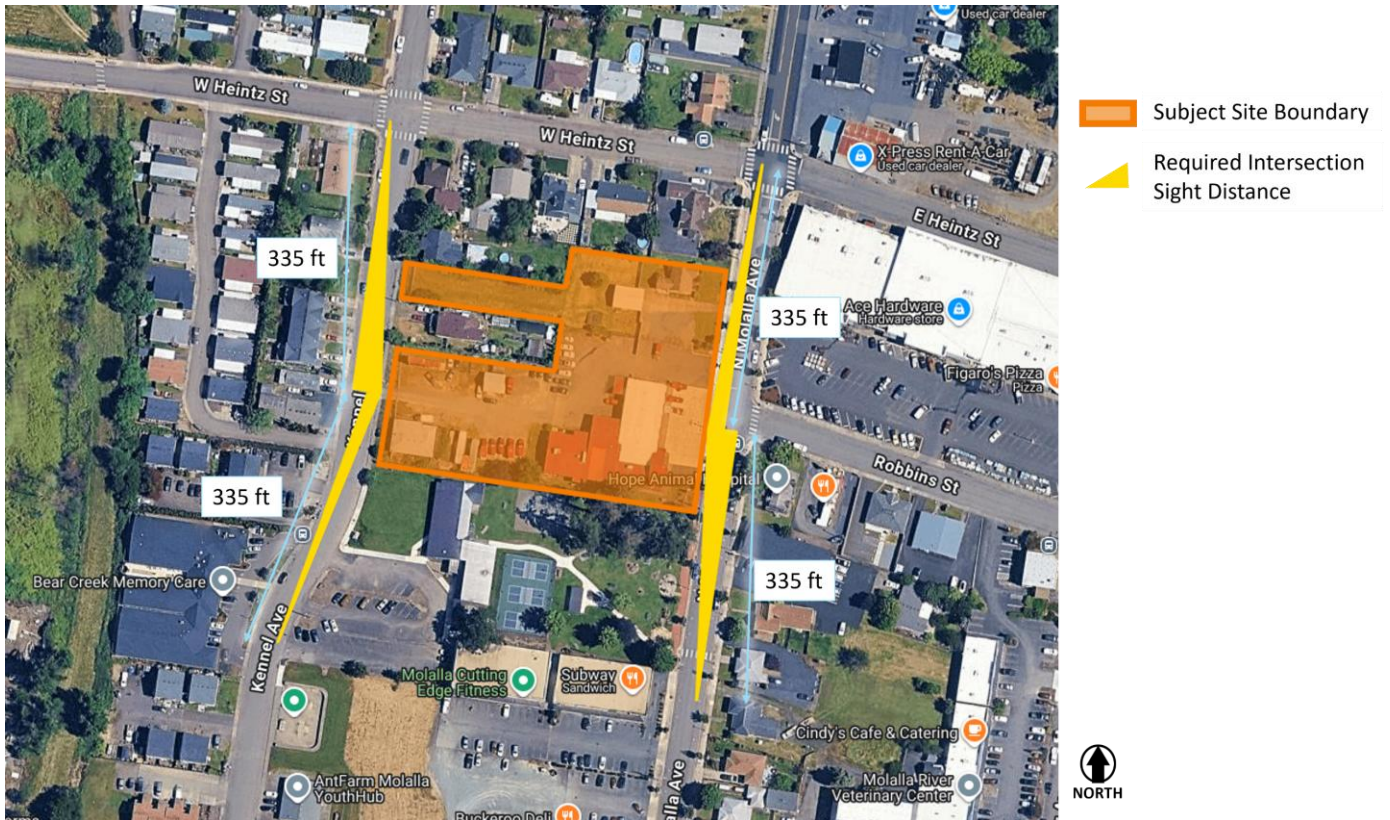 Used car dealer
W Heintz St
W Heintz St
X-Press Rent-A-Car
Used car dealer
E Heintz St
335 ft
N Molalla Ave
335 ft
Ace Hardware
Hardware store
Figaro's Pizza
Pizza
335 ft
Hope Animal
Robbins St
335 ft
Bear Creek Memory Care
Kennel Ave
Molalla Cutting
Edge Fitness
Subway
Sandwich
Cindy's Cafe & Catering
AntFarm Molalla
YouthHub
Molalla River
Veterinary Center
Buckeroo Deli
alla Ave
Subject Site Boundary
Required Intersection
Sight Distance
NORTH